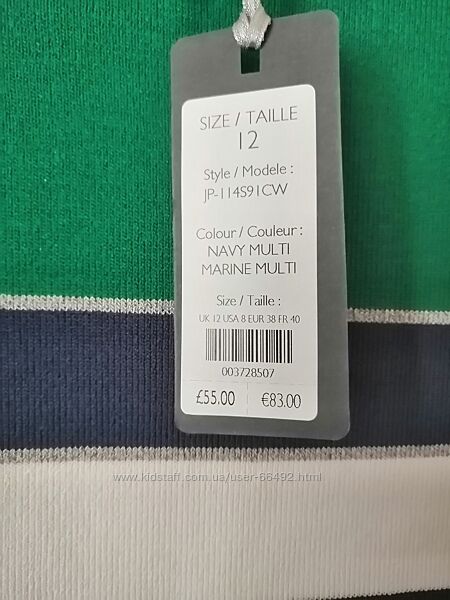 SIZE / TAILLE
12
Style / Modele :
JP-114S91CW
Colour / Couleur :
NAVY MULTI
MARINE MULTI
Size / Taille :
UK 12 USA 8 EUR 38 FR 40
003728507
£55.00 €83.00
www.kidstaff.com.ua/user-66492.html